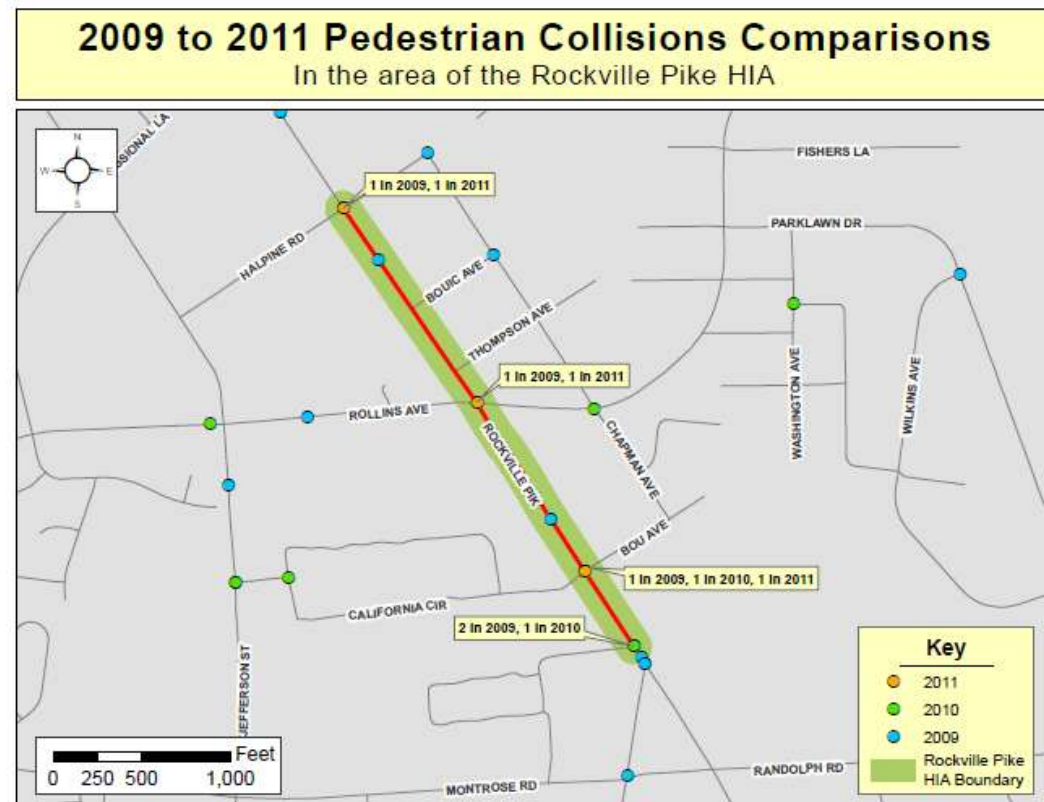 2009 to 2011 Pedestrian Collisions Comparisons
In the area of the Rockville Pike HIA
N
W
E
S
SSIONAL LA
FISHERS LA
1 in 2009, 1 in 2011
PARKLAWN DR
HALPINE RD
BOUIC AVE
THOMPSON AVE
1 in 2009, 1 in 2011
ROLLINS AVE
WASHINGTON AVE
WILKINS AVE
ROCKVILLE PIK
CHAPMAN AVE
BOU AVE
1 in 2009, 1 in 2010, 1 in 2011
CALIFORNIA CIR
2 in 2009, 1 in 2010
JEFFERSON ST
Key
2011
2010
2009
Rockville Pike
HIA Boundary
Feet
0 250 500 1,000
MONTROSE RD
RANDOLPH RD